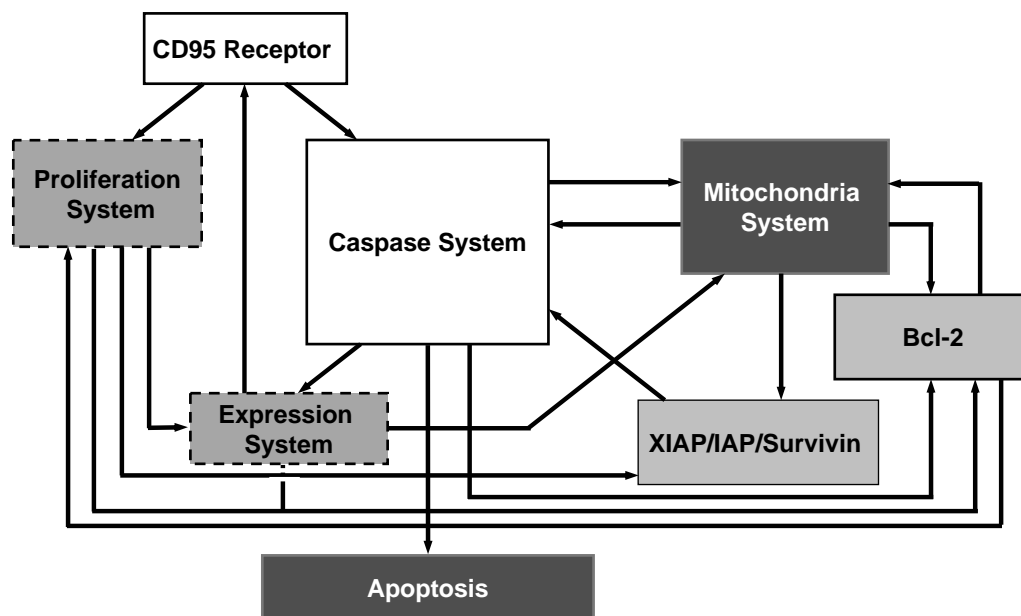 CD95 Receptor
Proliferation
System
Caspase System
Mitochondria
System
Bcl-2
Expression
System
XIAP/IAP/Survivin
Apoptosis